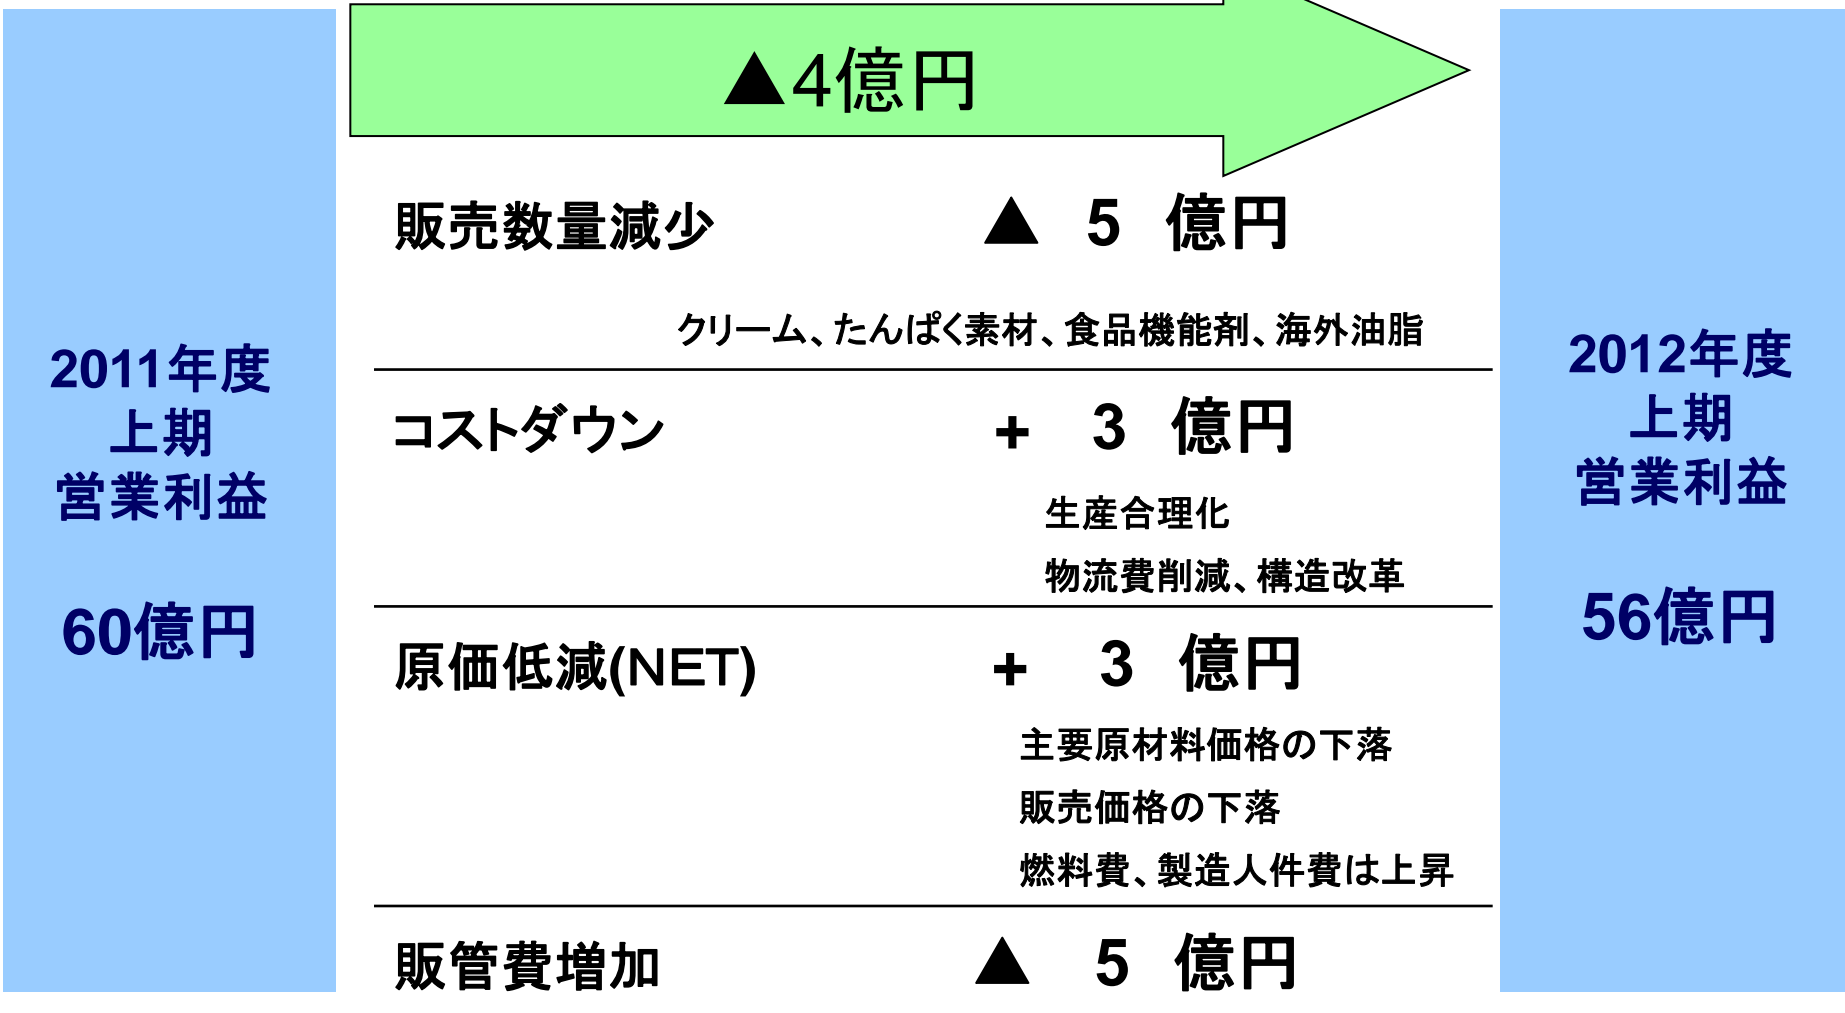 ▲4億円
2011年度
上期
営業利益
60億円
販売数量減少 ▲ 5 億円
クリーム、たんぱく素材、食品機能剤、海外油脂
コストダウン + 3 億円
生産合理化
物流費削減、構造改革
原価低減(NET) + 3 億円
主要原材料価格の下落
販売価格の下落
燃料費、製造人件費は上昇
販管費増加 ▲ 5 億円
2012年度
上期
営業利益
56億円